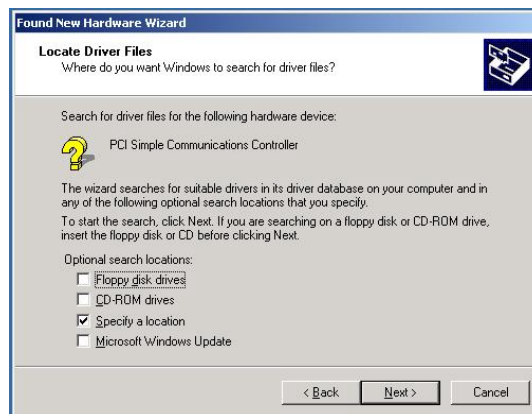 Found New Hardware Wizard
Locate Driver Files
Where do you want Windows to search for driver files?
Search for driver files for the following hardware device:
PCI Simple Communications Controller
The wizard searches for suitable drivers in its driver database on your computer and in
any of the following optional search locations that you specify.
To start the search, click Next. If you are searching on a floppy disk or CD-ROM drive,
insert the floppy disk or CD before clicking Next.
Optional search locations:
Floppy disk drives
CD-ROM drives
Specify a location
Microsoft Windows Update
< Back Next > Cancel